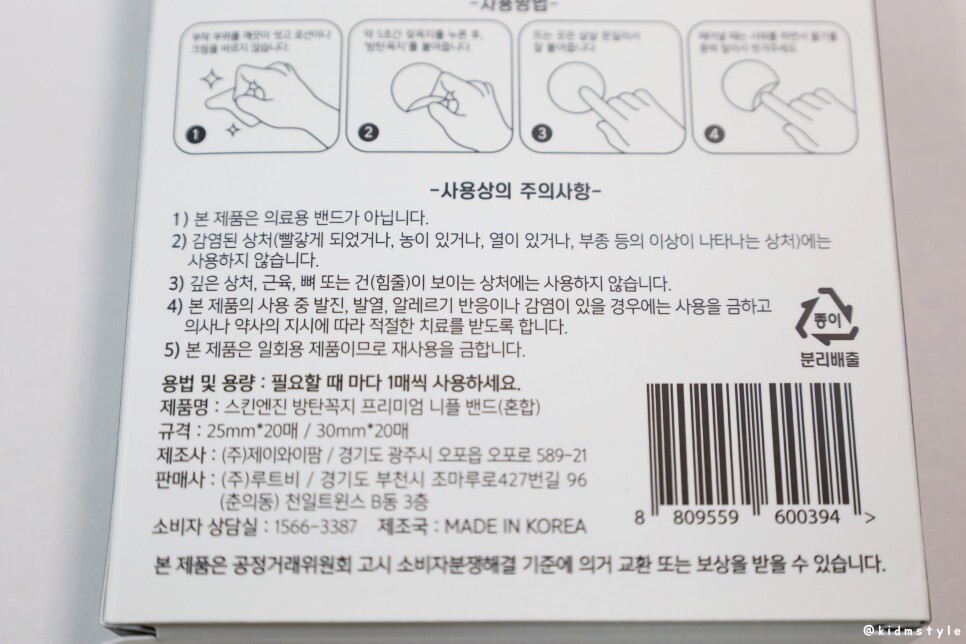 -사용방법-
부착 부위를 깨끗이 씻고 로션이나
크림을 바르지 않습니다.
약 5초간 젖꼭지를 누른 후,
'방탄꼭지'를 붙여줍니다.
뜨는 곳은 살살 문질러서
잘 붙여줍니다.
떼어낼 때는 샤워를 하면서 물기를
묻혀 벗겨주세요.
1
2
3
4
-사용상의 주의사항-
1) 본 제품은 의료용 밴드가 아닙니다.
2) 감염된 상처(빨갛게 되었거나, 농이 있거나, 열이 있거나, 부종 등의 이상이 나타나는 상처)에는
사용하지 않습니다.
3) 깊은 상처, 근육, 뼈 또는 건(힘줄)이 보이는 상처에는 사용하지 않습니다.
4) 본 제품의 사용 중 발진, 발열, 알레르기 반응이나 감염이 있을 경우에는 사용을 금하고
의사나 약사의 지시에 따라 적절한 치료를 받도록 합니다.
5) 본 제품은 일회용 제품이므로 재사용을 금합니다.
종이
분리배출
용법 및 용량 : 필요할 때 마다 1매씩 사용하세요.
제품명 : 스킨엔진 방탄꼭지 프리미엄 니플 밴드(혼합)
규격 : 25mm*20매 / 30mm*20매
제조사 : (주)제이와이팜 / 경기도 광주시 오포읍 오포로 589-21
판매사 : (주)루트비 / 경기도 부천시 조마루로427번길 96
(춘의동) 천일트윈스 B동 3층
소비자 상담실 : 1566-3387 제조국 : MADE IN KOREA
8 809559 600394 >
본 제품은 공정거래위원회 고시 소비자분쟁해결 기준에 의거 교환 또는 보상을 받을 수 있습니다.
@kidmstyle